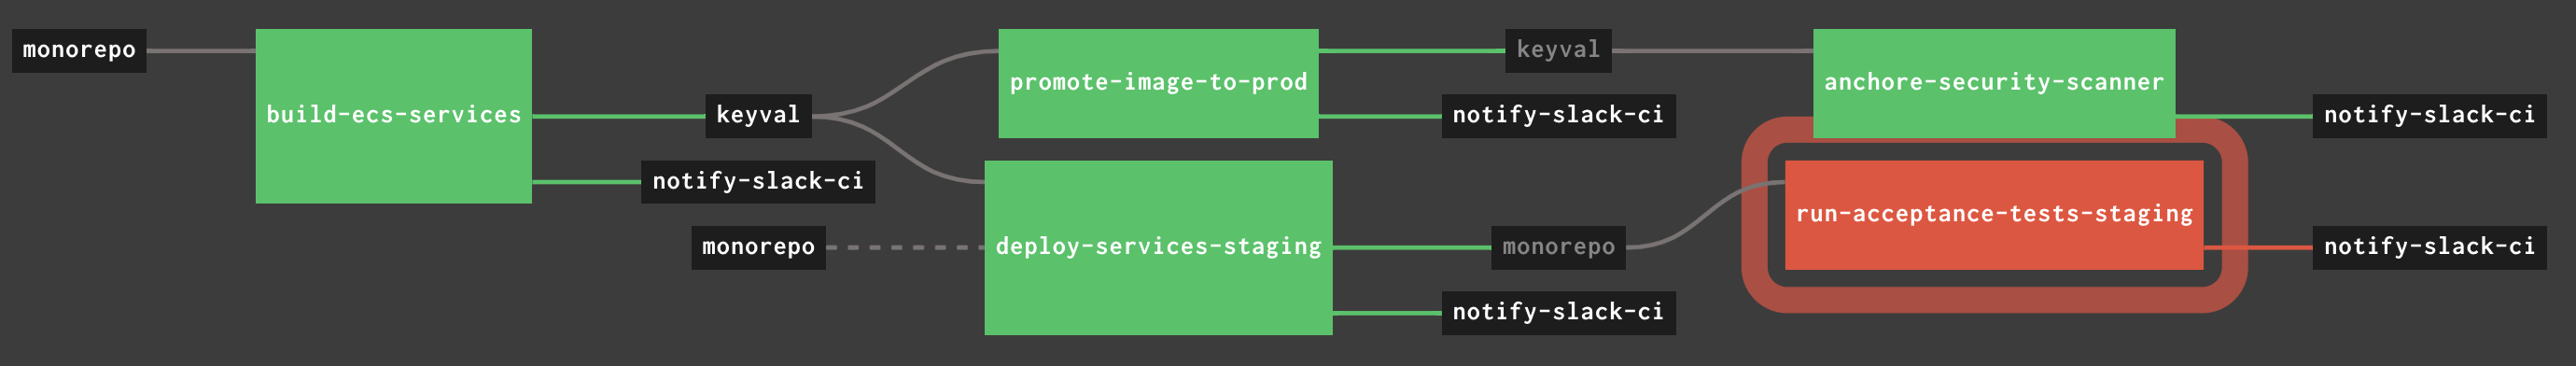 monorepo
build-ecs-services
keyval
notify-slack-ci
monorepo
promote-image-to-prod
deploy-services-staging
keyval
notify-slack-ci
monorepo
notify-slack-ci
anchore-security-scanner
run-acceptance-tests-staging
notify-slack-ci
notify-slack-ci